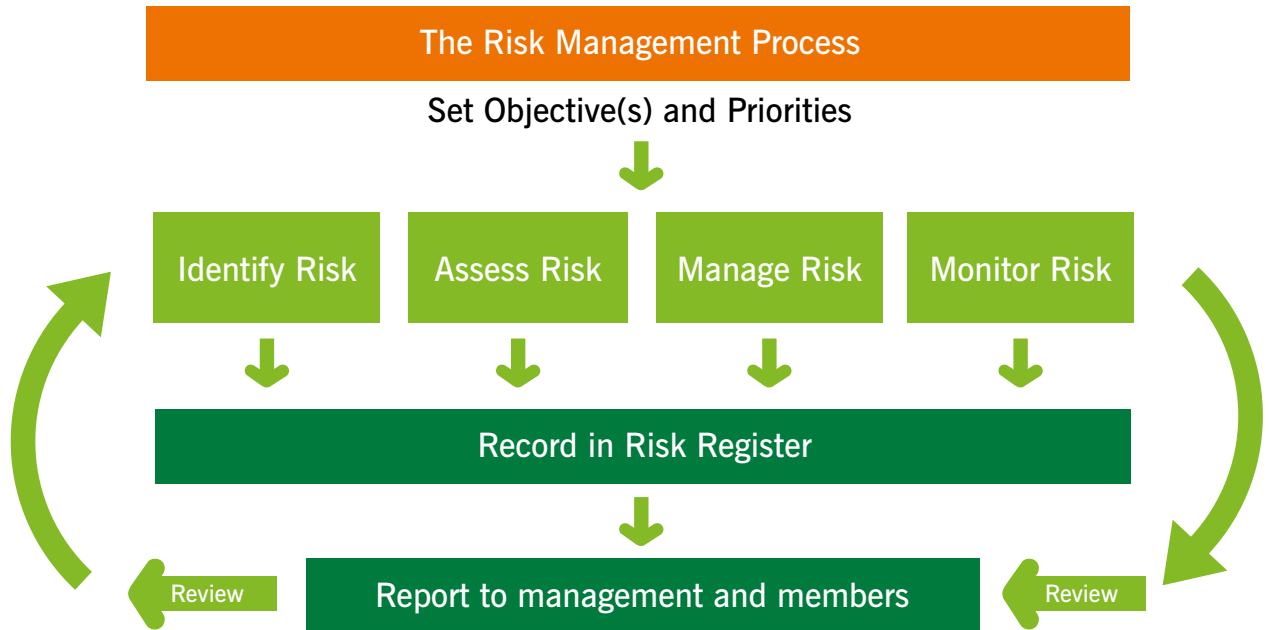 The Risk Management Process
Set Objective(s) and Priorities
Identify Risk
Assess Risk
Manage Risk
Monitor Risk
Record in Risk Register
Review
Report to management and members
Review